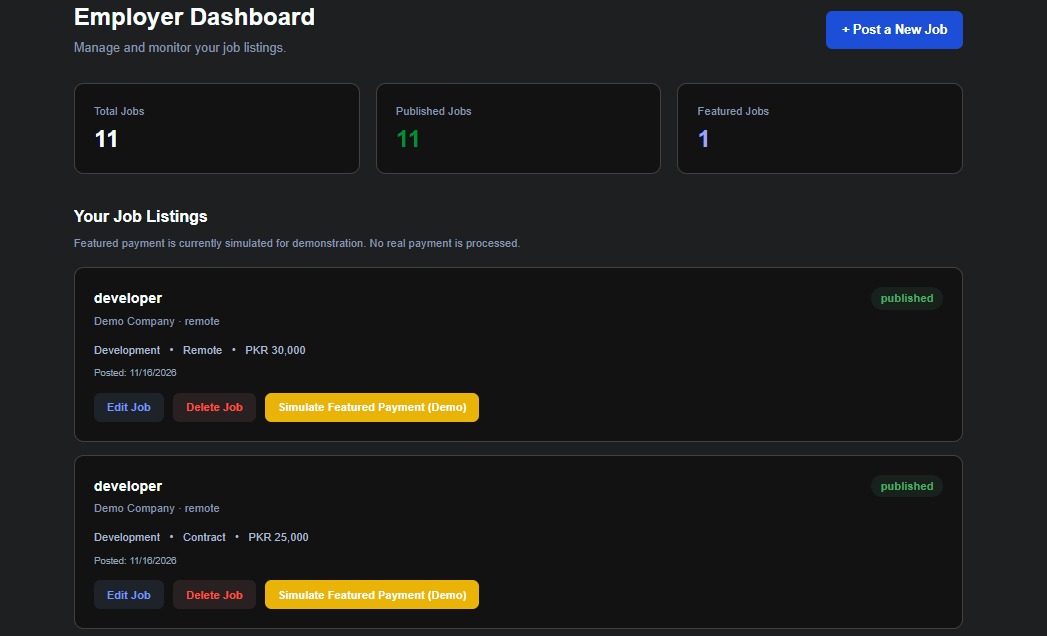 Employer Dashboard
Manage and monitor your job listings.
+ Post a New Job
Total Jobs
11
Published Jobs
11
Featured Jobs
1
Your Job Listings
Featured payment is currently simulated for demonstration. No real payment is processed.
developer
published
Demo Company · remote
Development • Remote • PKR 30,000
Posted: 11/16/2026
Edit Job
Delete Job
Simulate Featured Payment (Demo)
developer
published
Demo Company · remote
Development • Contract • PKR 25,000
Posted: 11/16/2026
Edit Job
Delete Job
Simulate Featured Payment (Demo)